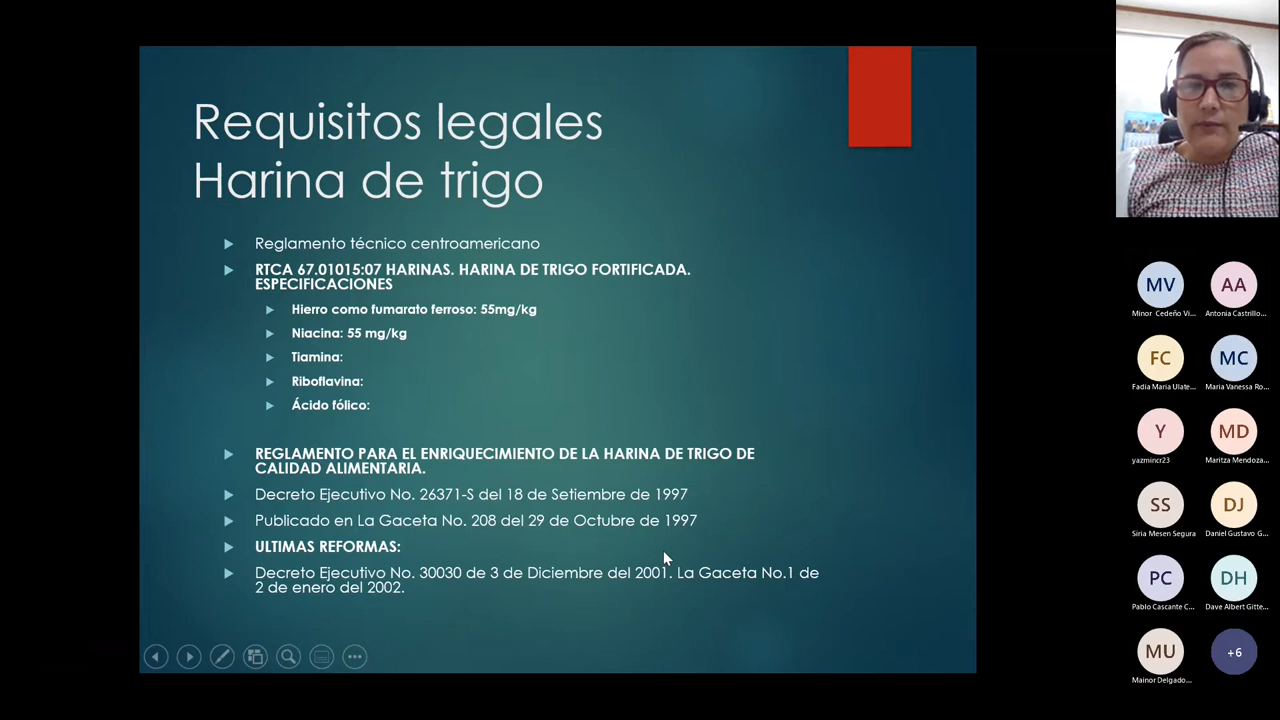 Requisitos legales
Harina de trigo
Reglamento técnico centroamericano
RTCA 67.01015:07 HARINAS. HARINA DE TRIGO FORTIFICADA.
ESPECIFICACIONES
Hierro como fumarato ferroso: 55mg/kg
Niacina: 55 mg/kg
Tiamina:
Riboflavina:
Ácido fólico:
REGLAMENTO PARA EL ENRIQUECIMIENTO DE LA HARINA DE TRIGO DE
CALIDAD ALIMENTARIA.
Decreto Ejecutivo No. 26371-S del 18 de Setiembre de 1997
Publicado en La Gaceta No. 208 del 29 de Octubre de 1997
ULTIMAS REFORMAS:
Decreto Ejecutivo No. 30030 de 3 de Diciembre del 2001. La Gaceta No.1 de
2 de enero del 2002.
MV
Minor Cedeño Vi...
AA
Antonia Castrillo...
FC
Fadia Maria Ulate...
MC
Maria Vanessa Ro...
Y
yazmincr23
MD
Maritza Mendoza...
SS
Siria Mesen Segura
DJ
Daniel Gustavo G...
PC
Pablo Cascante C...
DH
Dave Albert Gitte...
MU
Mainor Delgado...
+6